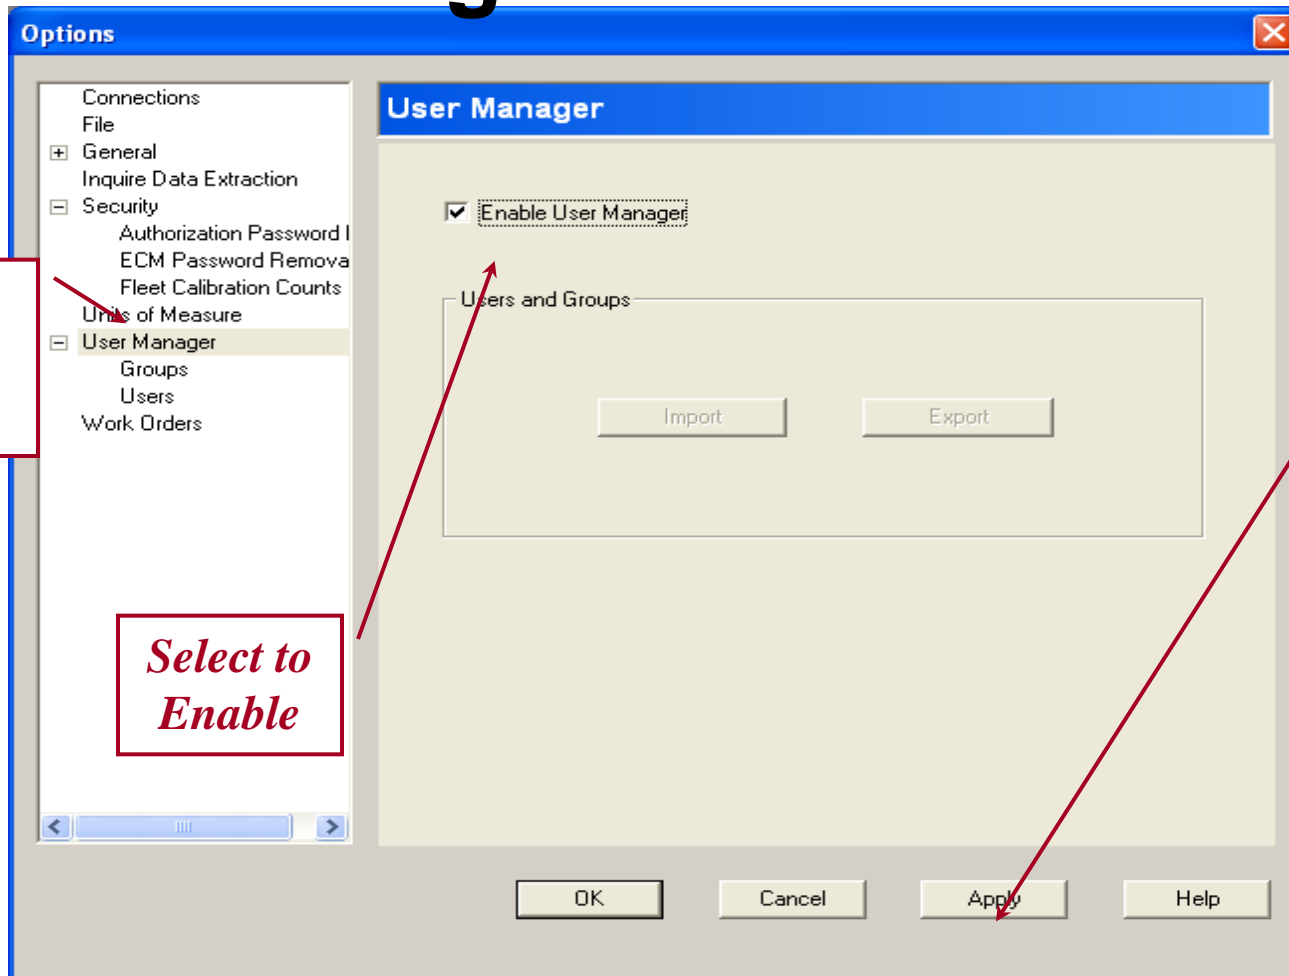 g
Options
Connections
File
General
Inquire Data Extraction
Security
Authorization Password
ECM Password Remova
Fleet Calibration Counts
Units of Measure
User Manager
Groups
Users
Work Orders
User Manager
Enable User Manager
Users and Groups
Import
Export
Select to
Enable
OK
Cancel
Apply
Help